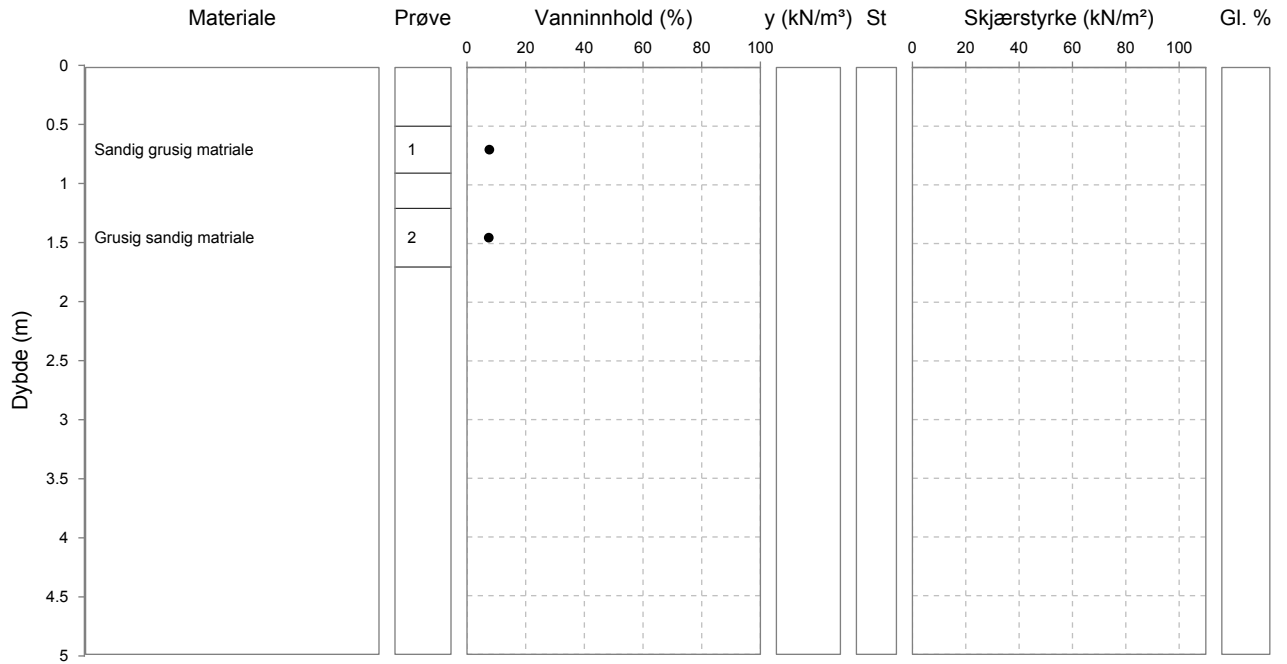 Materiale Prøve Vanninnhold (%) y (kN/m³) St Skjærstyrke (kN/m²) Gl. %
0 20 40 60 80 100 0 20 40 60 80 100
0
0.5
Sandig grusig matriale 1
1
Grusig sandig matriale 2
1.5
2
2.5
3
3.5
4
4.5
5
Dybde (m)